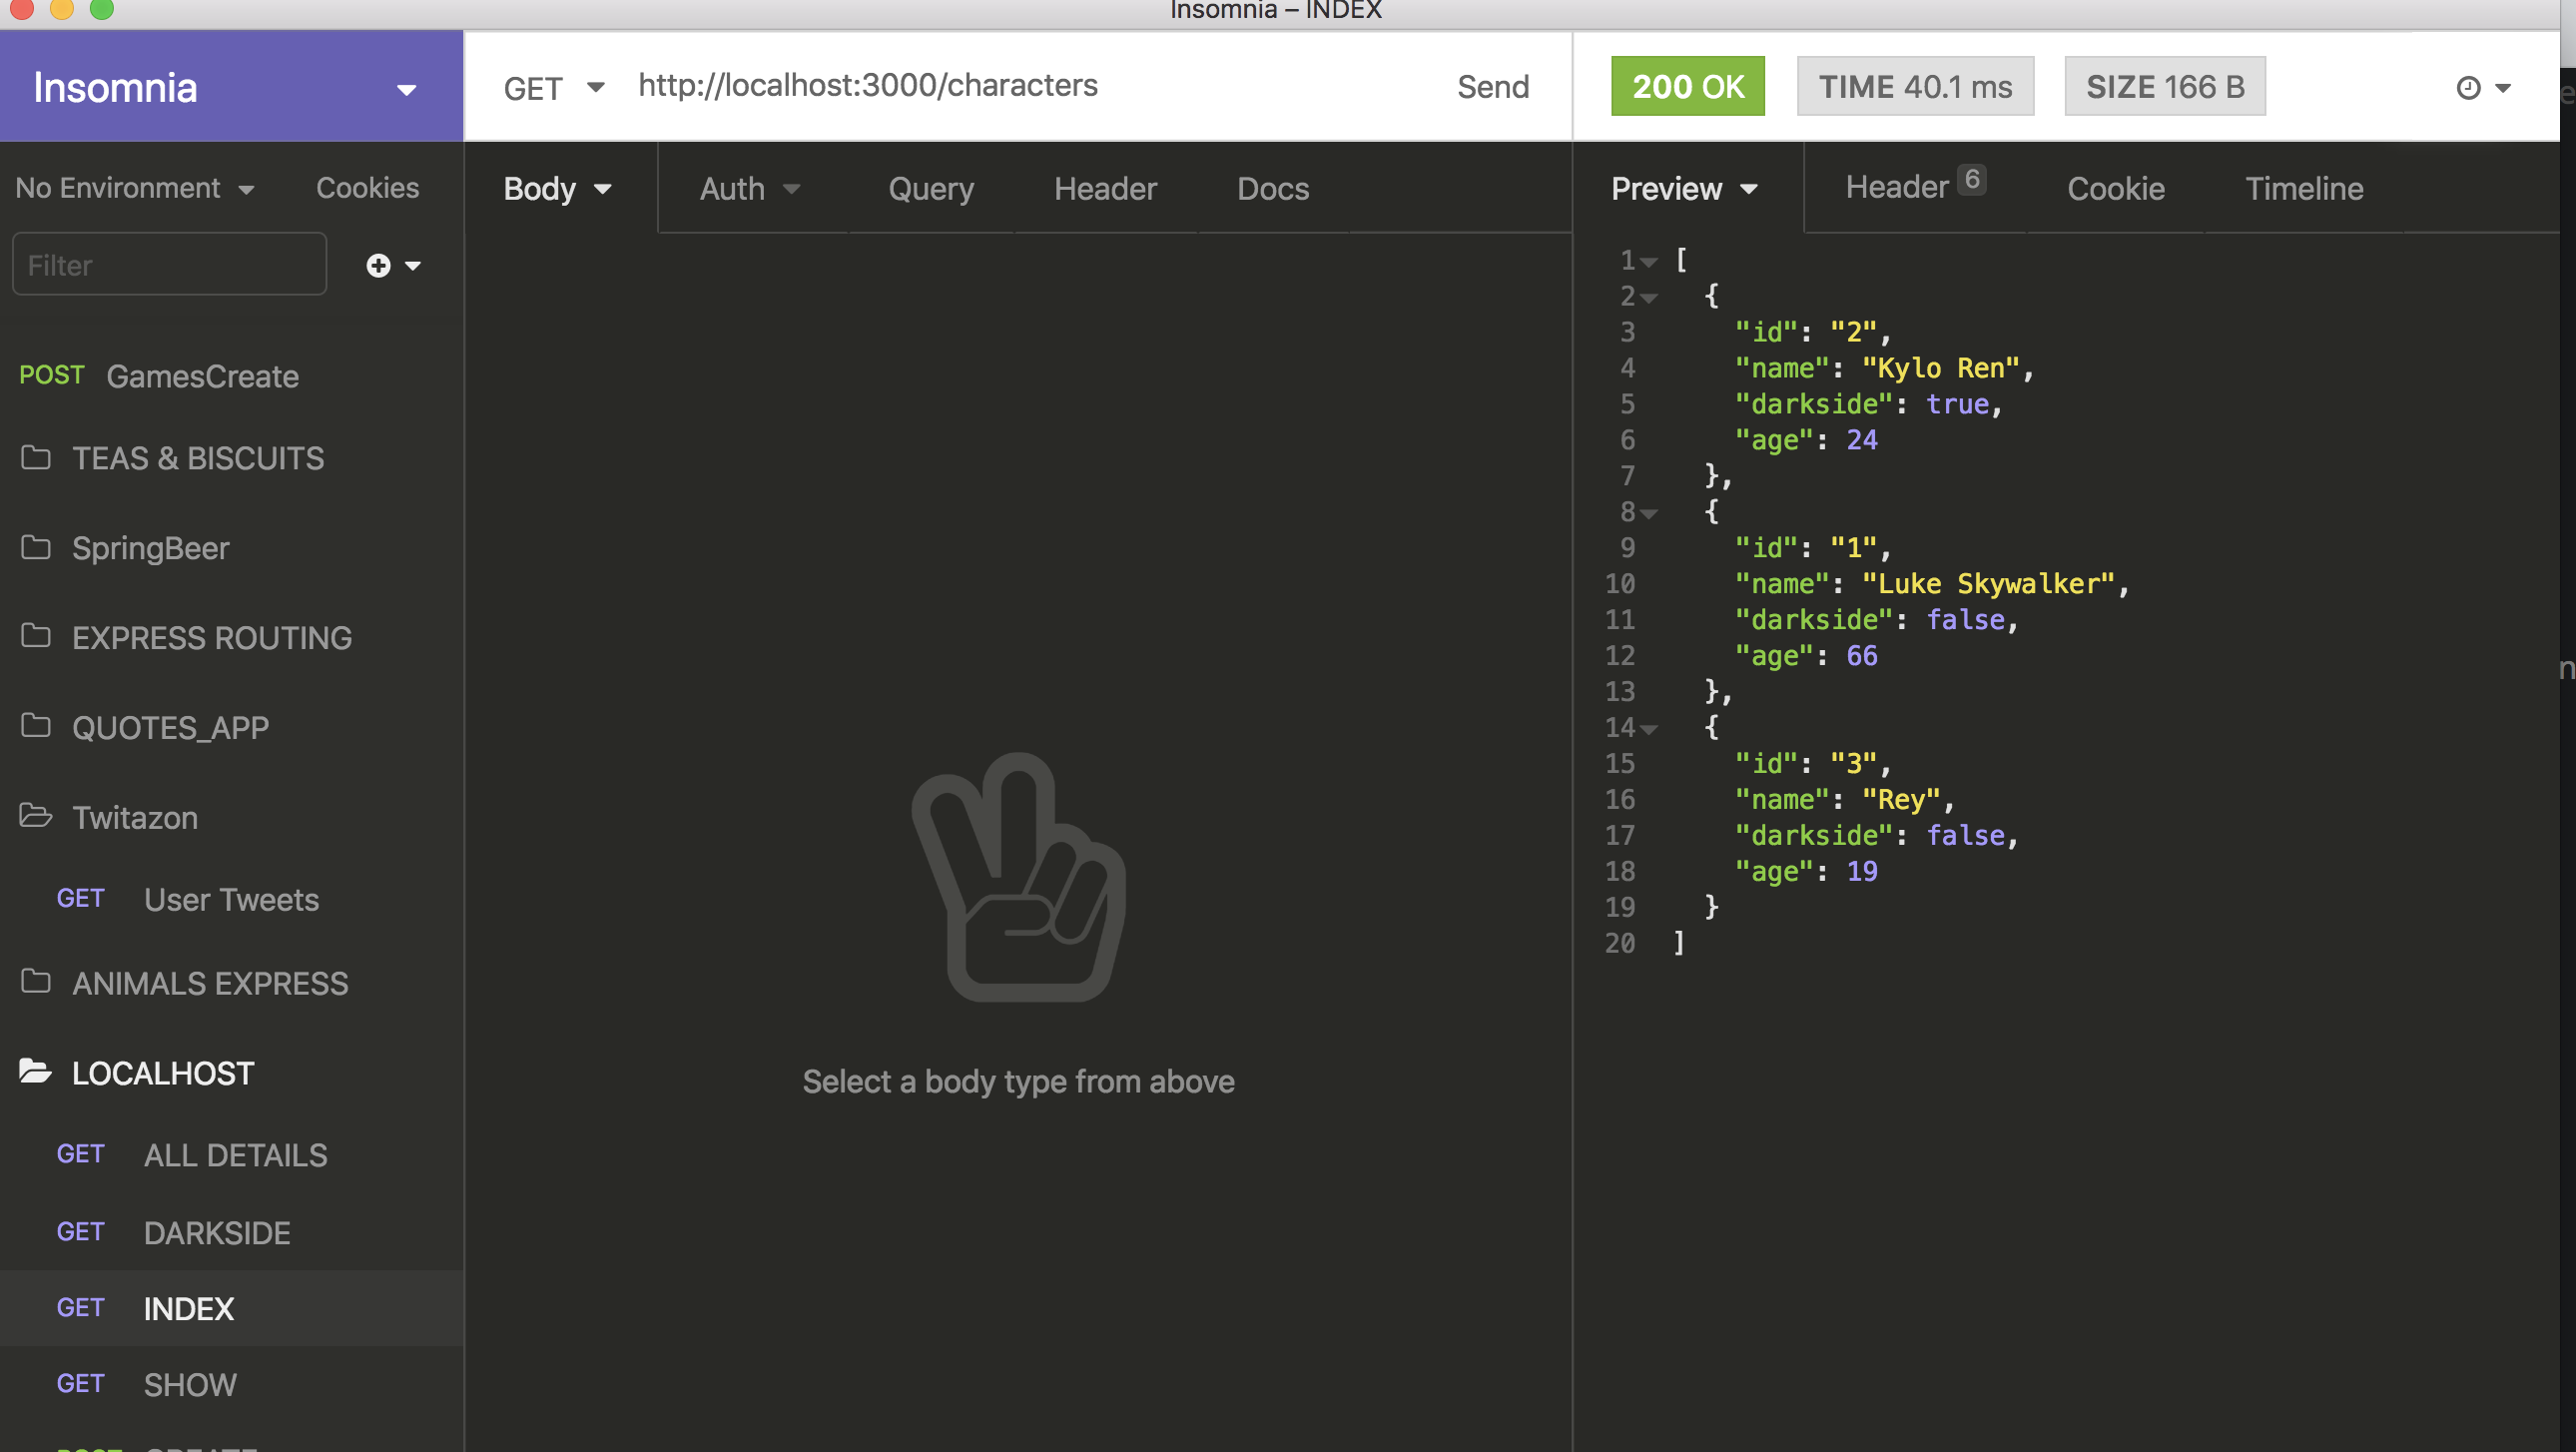 Insomnia – INDEX
Insomnia
GET http://localhost:3000/characters Send
200 OK TIME 40.1 ms SIZE 166 B
No Environment Cookies
Filter
POST GamesCreate
TEAS & BISCUITS
SpringBeer
EXPRESS ROUTING
QUOTES_APP
Twitazon
GET User Tweets
ANIMALS EXPRESS
LOCALHOST
GET ALL DETAILS
GET DARKSIDE
GET INDEX
GET SHOW
Body Auth Query Header Docs
Select a body type from above
Preview Header 6 Cookie Timeline
1 [
2 {
3 "id": "2",
4 "name": "Kylo Ren",
5 "darkside": true,
6 "age": 24
7 },
8 {
9 "id": "1",
10 "name": "Luke Skywalker",
11 "darkside": false,
12 "age": 66
13 },
14 {
15 "id": "3",
16 "name": "Rey",
17 "darkside": false,
18 "age": 19
19 }
20 ]